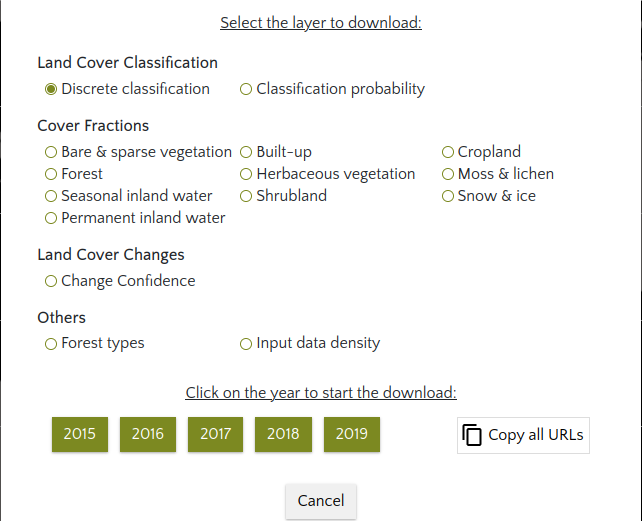 Select the layer to download:
Land Cover Classification
Discrete classification
Classification probability
Cover Fractions
Bare & sparse vegetation
Built-up
Cropland
Forest
Herbaceous vegetation
Moss & lichen
Seasonal inland water
Shrubland
Snow & ice
Permanent inland water
Land Cover Changes
Change Confidence
Others
Forest types
Input data density
Click on the year to start the download:
2015
2016
2017
2018
2019
Copy all URLs
Cancel